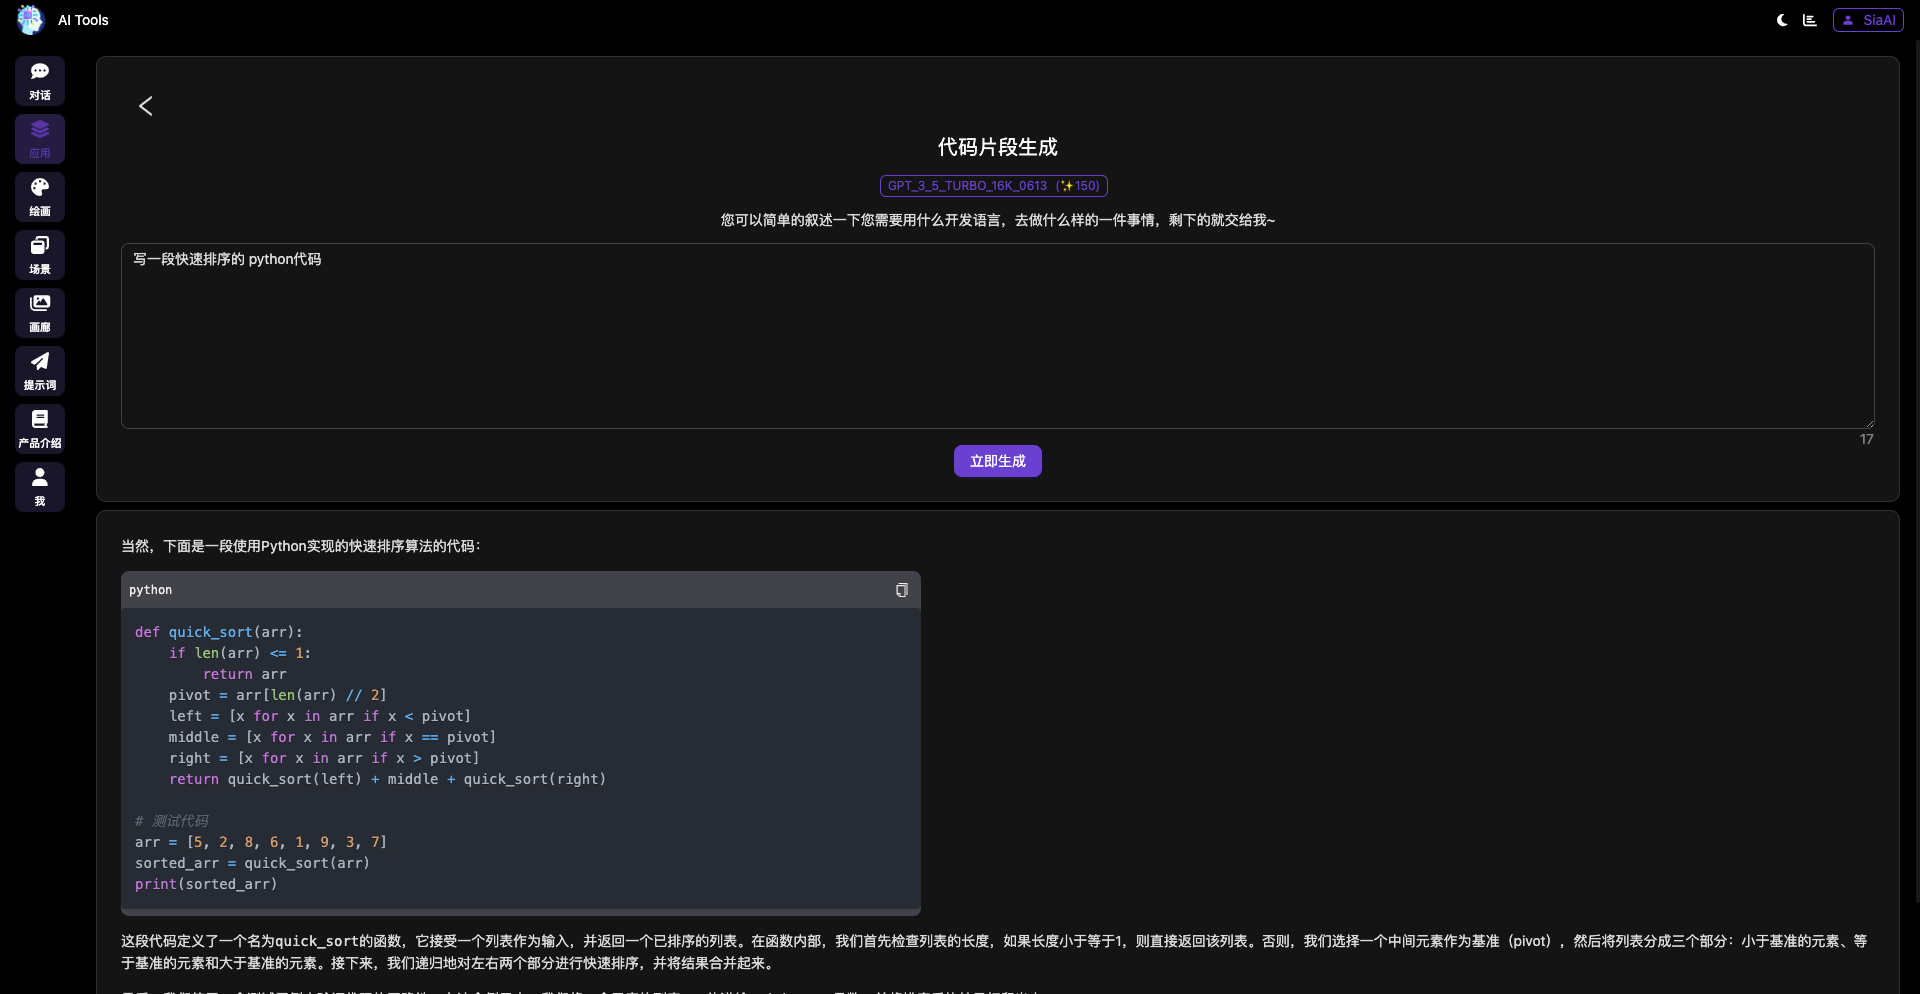 AI Tools
SiaAI
对话
应用
绘画
场景
画廊
提示词
产品介绍
我
代码片段生成
GPT_3_5_TURBO_16K_0613 (✨150)
您可以简单的叙述一下您需要用什么开发语言，去做什么样的一件事情，剩下的就交给我~
写一段快速排序的 python代码
17
立即生成
当然，下面是一段使用Python实现的快速排序算法的代码：
python
def quick_sort(arr):
    if len(arr) <= 1:
        return arr
    pivot = arr[len(arr) // 2]
    left = [x for x in arr if x < pivot]
    middle = [x for x in arr if x == pivot]
    right = [x for x in arr if x > pivot]
    return quick_sort(left) + middle + quick_sort(right)
# 测试代码
arr = [5, 2, 8, 6, 1, 9, 3, 7]
sorted_arr = quick_sort(arr)
print(sorted_arr)
这段代码定义了一个名为quick_sort的函数，它接受一个列表作为输入，并返回一个已排序的列表。在函数内部，我们首先检查列表的长度，如果长度小于等于1，则直接返回该列表。否则，我们选择一个中间元素作为基准（pivot），然后将列表分成三个部分：小于基准的元素、等
于基准的元素和大于基准的元素。接下来，我们递归地对左右两个部分进行快速排序，并将结果合并起来。